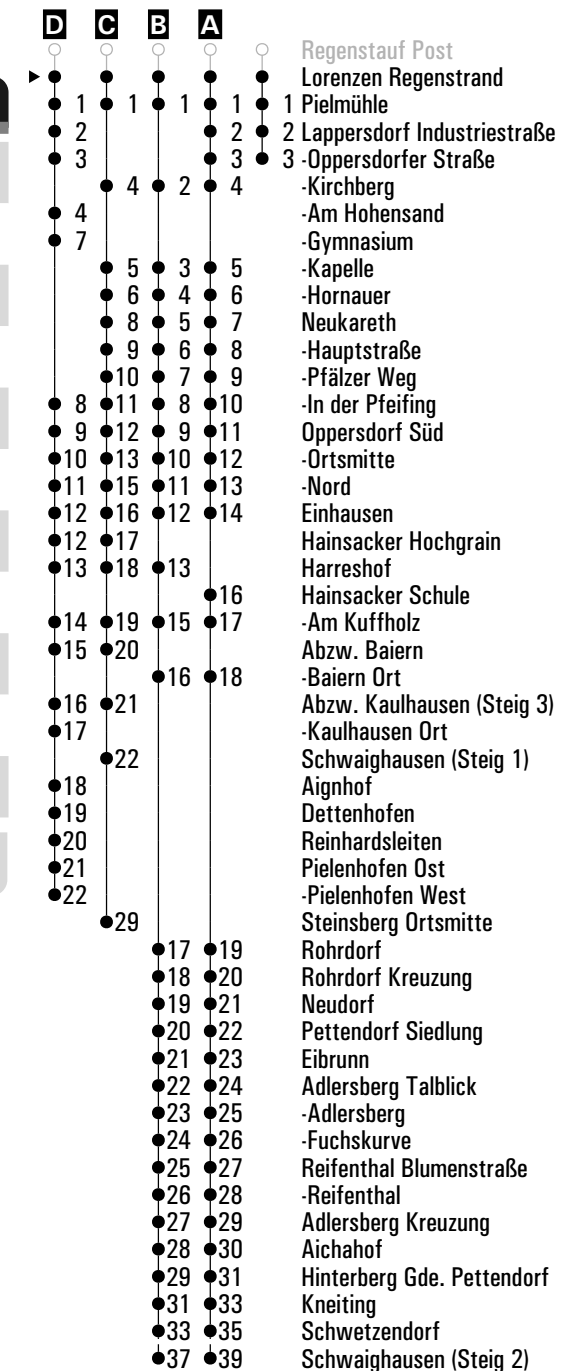 D C B A
Regenstauf Post
Lorenzen Regenstrand
1 1 1 1 1 Pielmühle
2 2 2 Lappersdorf Industriestraße
3 3 3 -Oppersdorfer Straße
4 2 4 -Kirchberg
4 -Am Hohensand
7 -Gymnasium
5 3 5 -Kapelle
6 4 6 -Hornauer
8 5 7 Neukareth
9 6 8 -Hauptstraße
10 7 9 -Pfälzer Weg
8 11 8 10 -In der Pfeifing
9 12 9 11 Oppersdorf Süd
10 13 10 12 -Ortsmitte
11 15 11 13 -Nord
12 16 12 14 Einhausen
12 17 Hainsacker Hochgrain
13 18 13 Harreshof
16 Hainsacker Schule
14 19 15 17 -Am Kuffholz
15 20 Abzw. Baiern
16 18 -Baiern Ort
16 21 Abzw. Kaulhausen (Steig 3)
17 -Kaulhausen Ort
22 Schwaighausen (Steig 1)
18 Aignhof
19 Dettenhofen
20 Reinhardsleiten
21 Pielenhofen Ost
22 -Pielenhofen West
29 Steinsberg Ortsmitte
17 19 Rohrdorf
18 20 Rohrdorf Kreuzung
19 21 Neudorf
20 22 Pettendorf Siedlung
21 23 Eibrunn
22 24 Adlersberg Talblick
23 25 -Adlersberg
24 26 -Fuchskurve
25 27 Reifenthal Blumenstraße
26 28 -Reifenthal
27 29 Adlersberg Kreuzung
28 30 Aichahof
29 31 Hinterberg Gde. Pettendorf
31 33 Kneiting
33 35 Schwetzendorf
37 39 Schwaighausen (Steig 2)